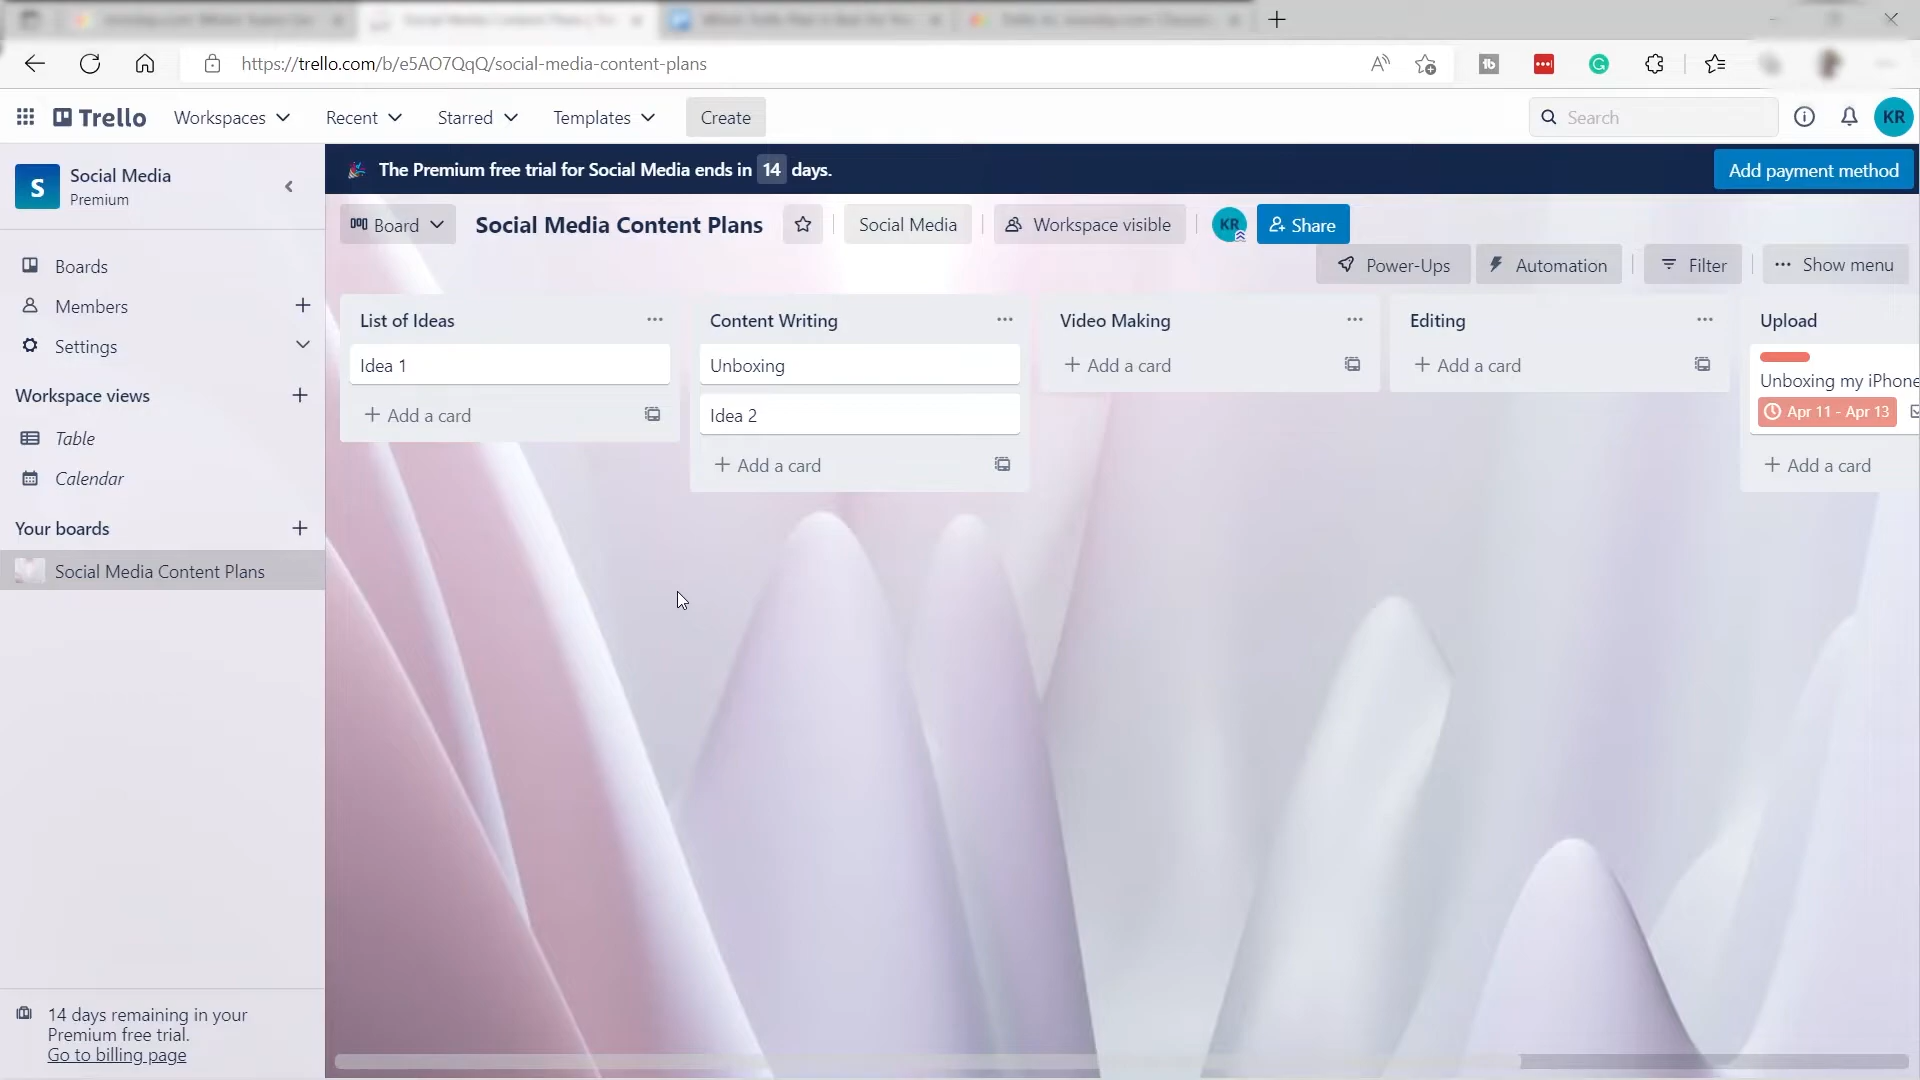 https://trello.com/b/e5AO7QqQ/social-media-content-plans
Trello
Workspaces
Recent
Starred
Templates
Create
Search
KR
S
Social Media
Premium
The Premium free trial for Social Media ends in 14 days.
Add payment method
Board
Social Media Content Plans
Social Media
Workspace visible
KR
Share
Power-Ups
Automation
Filter
Show menu
Boards
Members
Settings
Workspace views
Table
Calendar
Your boards
Social Media Content Plans
List of Ideas
Idea 1
Add a card
Content Writing
Unboxing
Idea 2
Add a card
Video Making
Add a card
Editing
Add a card
Upload
Unboxing my iPhone
Apr 11 - Apr 13
Add a card
14 days remaining in your
Premium free trial.
Go to billing page